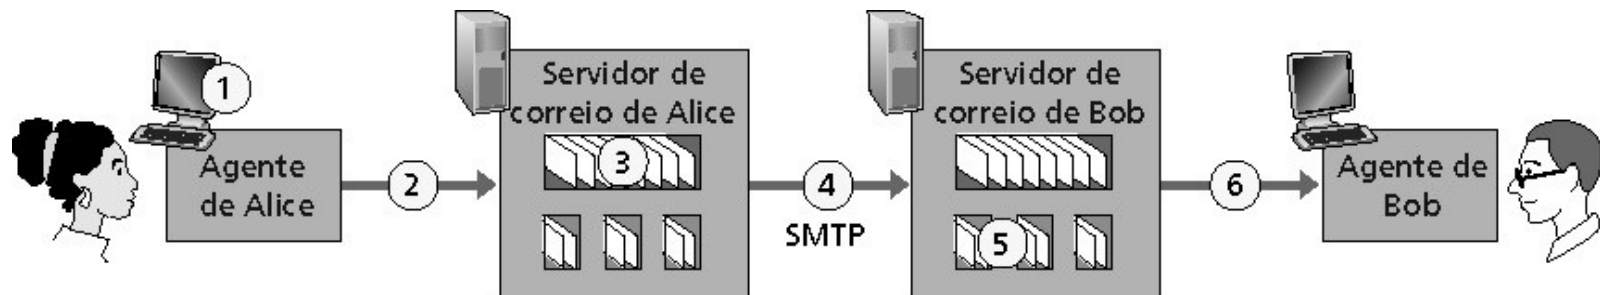 1
Agente
de Alice
2
Servidor de
correio de Alice
3
4
SMTP
Servidor de
correio de Bob
5
6
Agente de
Bob